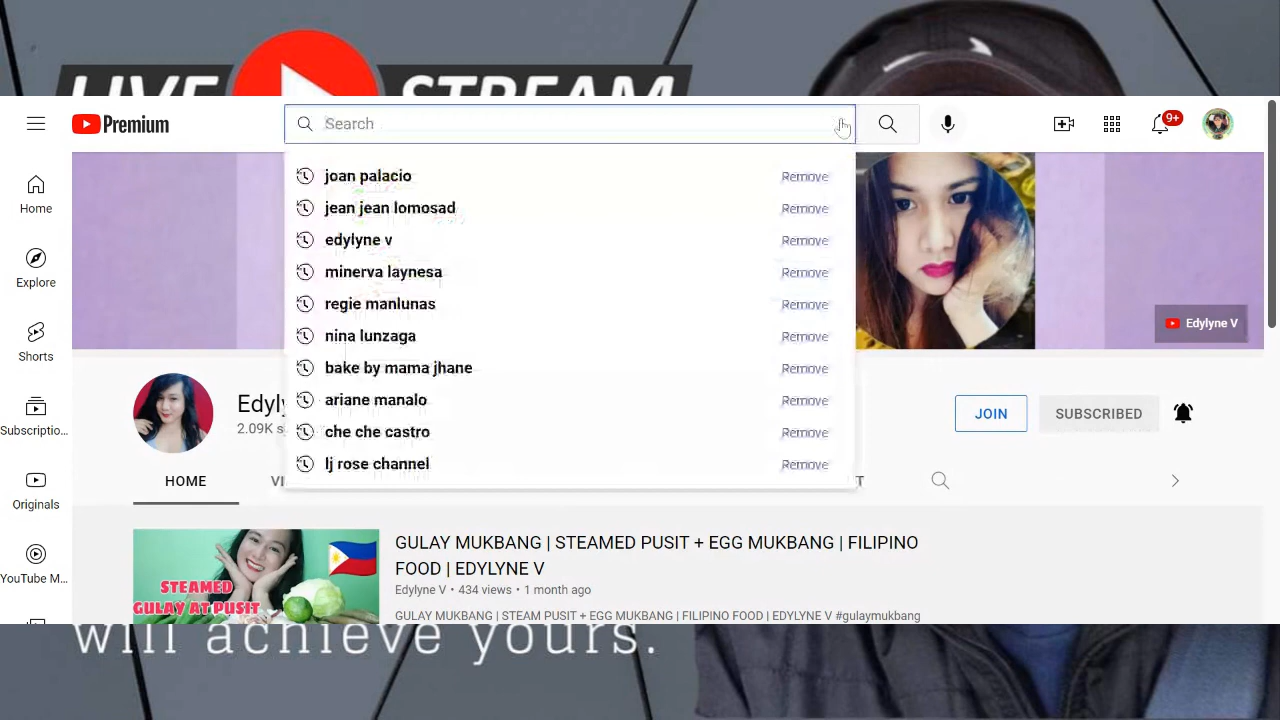 LIVE STREAM
Premium
Search
9+
joan palacio Remove
jean jean lomosad Remove
edylyne v Remove
minerva laynesa Remove
regie manlunas Remove
nina lunzaga Remove
bake by mama jhane Remove
ariane manalo Remove
che che castro Remove
lj rose channel Remove
Home
Explore
Shorts
Subscriptio...
Originals
YouTube M...
Edylyne V
Edyly
2.09K s
JOIN
SUBSCRIBED
HOME
VI
T
STEAMED
GULAY AT PUSIT
GULAY MUKBANG | STEAMED PUSIT + EGG MUKBANG | FILIPINO
FOOD | EDYLYNE V
Edylyne V • 434 views • 1 month ago
GULAY MUKBANG | STEAM PUSIT + EGG MUKBANG | FILIPINO FOOD | EDYLYNE V #gulaymukbang
will achieve yours.